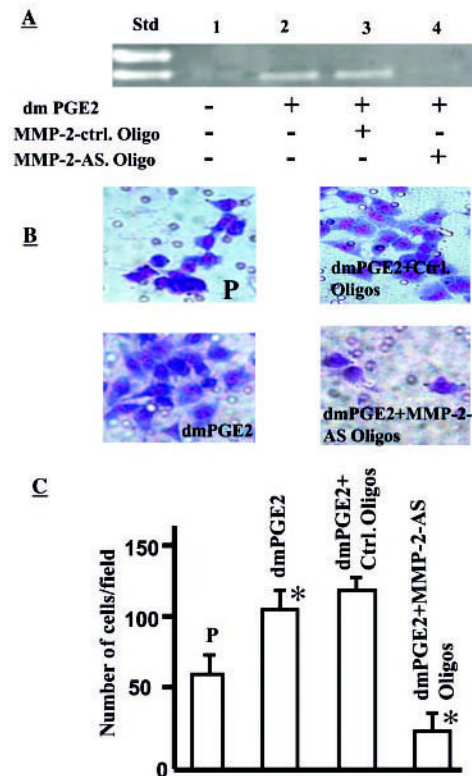 A
Std 1 2 3 4
dm PGE2 - + + +
MMP-2-ctrl. Oligo - - + -
MMP-2-AS. Oligo - - - +
B
P
dmPGE2+Ctrl.
Oligos
dmPGE2
dmPGE2+MMP-2-
AS Oligos
C
Number of cells/field
150
100
50
0
P
dmPGE2
*
dmPGE2+
Ctrl. Oligos
dmPGE2+MMP-2-AS
Oligos
*